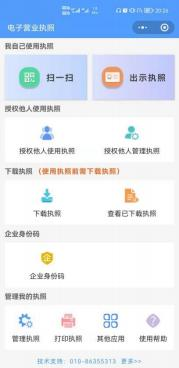 20:26
电子营业执照
我自己使用执照
扫一扫
出示执照
授权他人使用执照
授权他人使用执照
授权他人管理执照
下载执照（使用执照前需下载执照）
下载执照
查看已下载执照
企业身份码
企业身份码
管理我的执照
管理执照
打印执照
其他应用
使用帮助
技术支持：010-86355313 更多>>